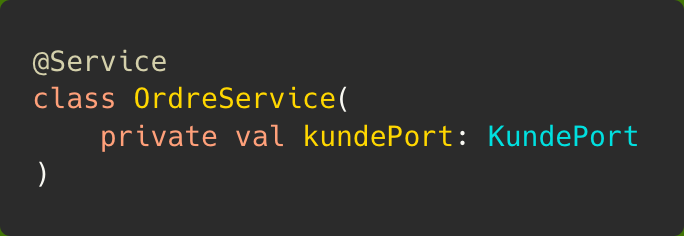 @Service
class OrdreService(
    private val kundePort: KundePort
)